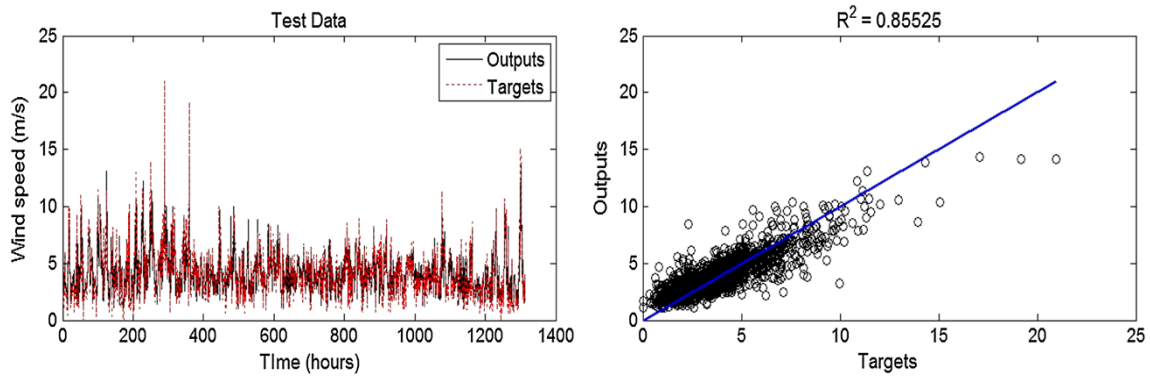 Test Data
25
20
15
10
5
0
Wind speed (m/s)
0 200 400 600 800 1000 1200 1400
TIme (hours)
Outputs
Targets
R² = 0.85525
25
20
15
10
5
0
Outputs
0 5 10 15 20 25
Targets